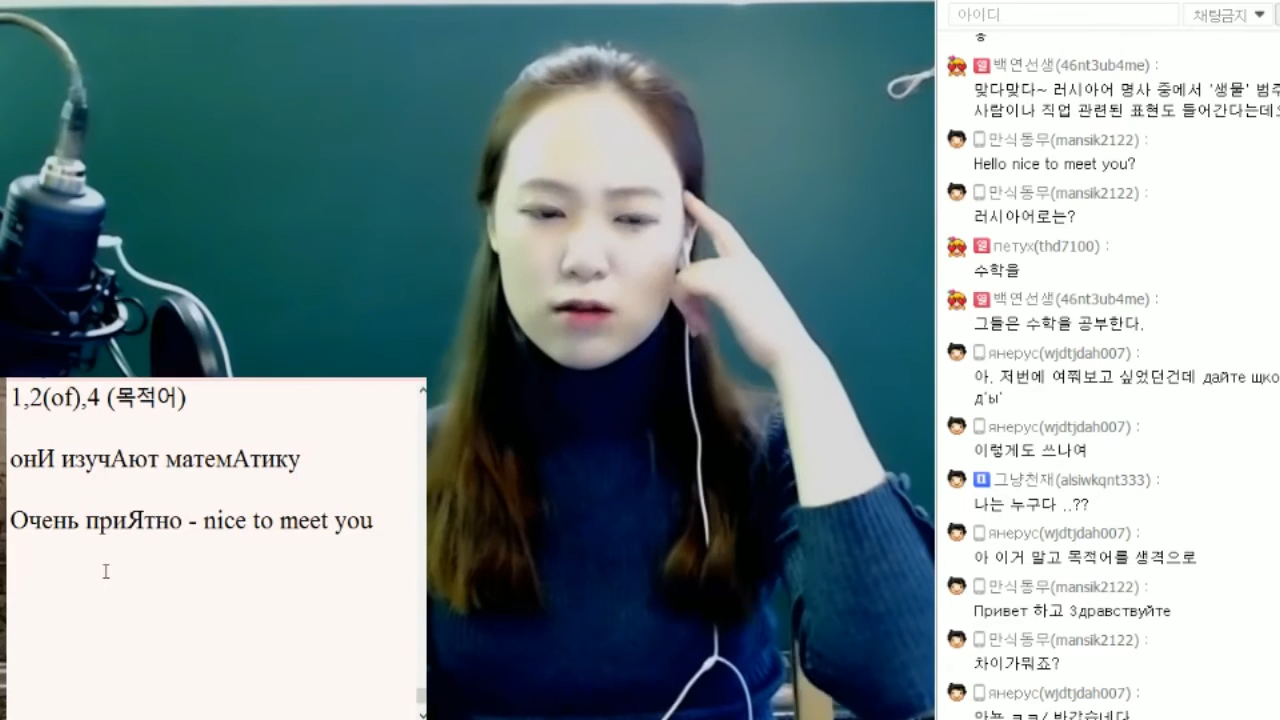 1,2(of),4 (목적어)
онИ изучАют матемАтику
Очень приЯтно - nice to meet you
아이디
채팅금지
ㅎ
열 백연선생(46nt3ub4me) :
맞다맞다~ 러시아어 명사 중에서 '생물' 범주
사람이나 직업 관련된 표현도 들어간다는데요
만식동무(mansik2122) :
Hello nice to meet you?
만식동무(mansik2122) :
러시아어로는?
열 петух(thd7100) :
수학을
열 백연선생(46nt3ub4me) :
그들은 수학을 공부한다.
янерус(wjdtjdah007) :
아. 저번에 여쭤보고 싶었던건데 дайте щко
д'ы'
янерус(wjdtjdah007) :
이렇게도 쓰나여
그냥천재(alsiwkqnt333) :
나는 누구다 ..??
янерус(wjdtjdah007) :
아 이거 말고 목적어를 생격으로
만식동무(mansik2122) :
Привет 하고 Здравствуйте
만식동무(mansik2122) :
차이가뭐죠?
янерус(wjdtjdah007) :